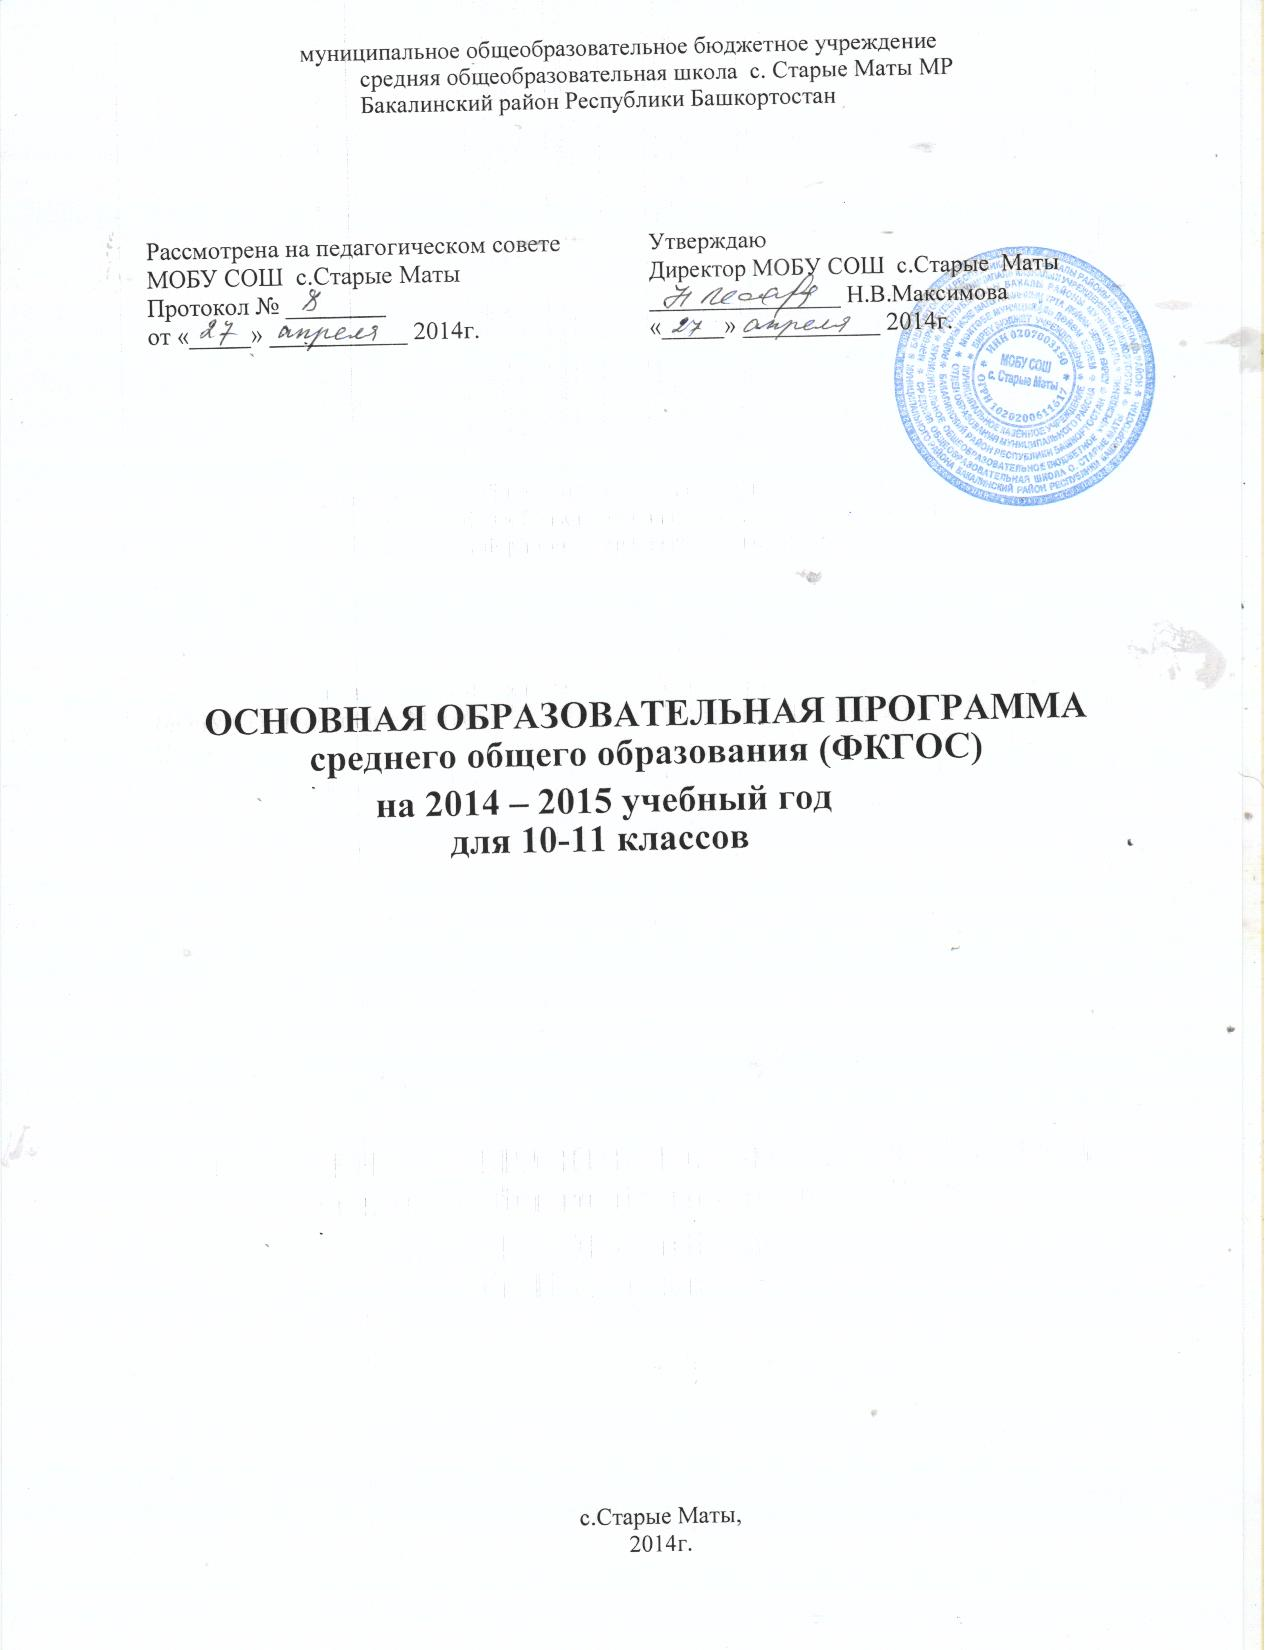 муниципальное общеобразовательное бюджетное учреждение
средняя общеобразовательная школа с. Старые Маты МР
Бакалинский район Республики Башкортостан
Рассмотрена на педагогическом совете
МОБУ СОШ с.Старые Маты
Протокол № 8
от «27» апреля 2014г.
Утверждаю
Директор МОБУ СОШ с.Старые Маты
Н.В.Максимова
«27» апреля 2014г.
ИНН 0207003150
МОБУ СОШ
с. Старые Маты
ОСНОВНАЯ ОБРАЗОВАТЕЛЬНАЯ ПРОГРАММА
среднего общего образования (ФКГОС)
на 2014 – 2015 учебный год
для 10-11 классов
с.Старые Маты,
2014г.